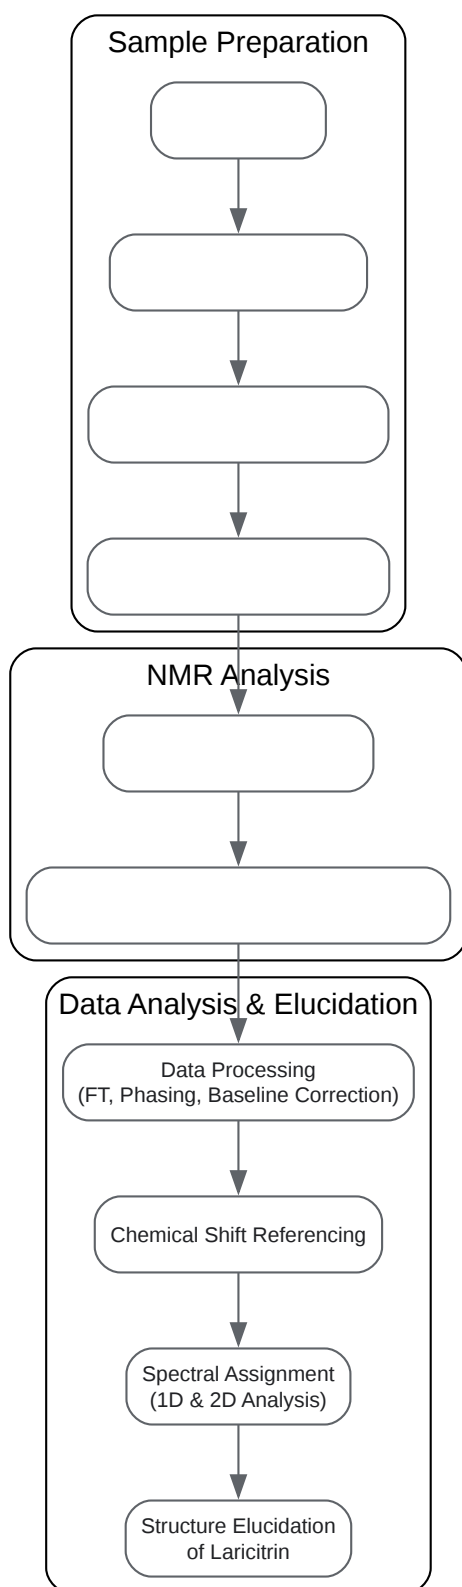 Sample Preparation
NMR Analysis
Data Analysis & Elucidation
Data Processing
(FT, Phasing, Baseline Correction)
Chemical Shift Referencing
Spectral Assignment
(1D & 2D Analysis)
Structure Elucidation
of Laricitrin